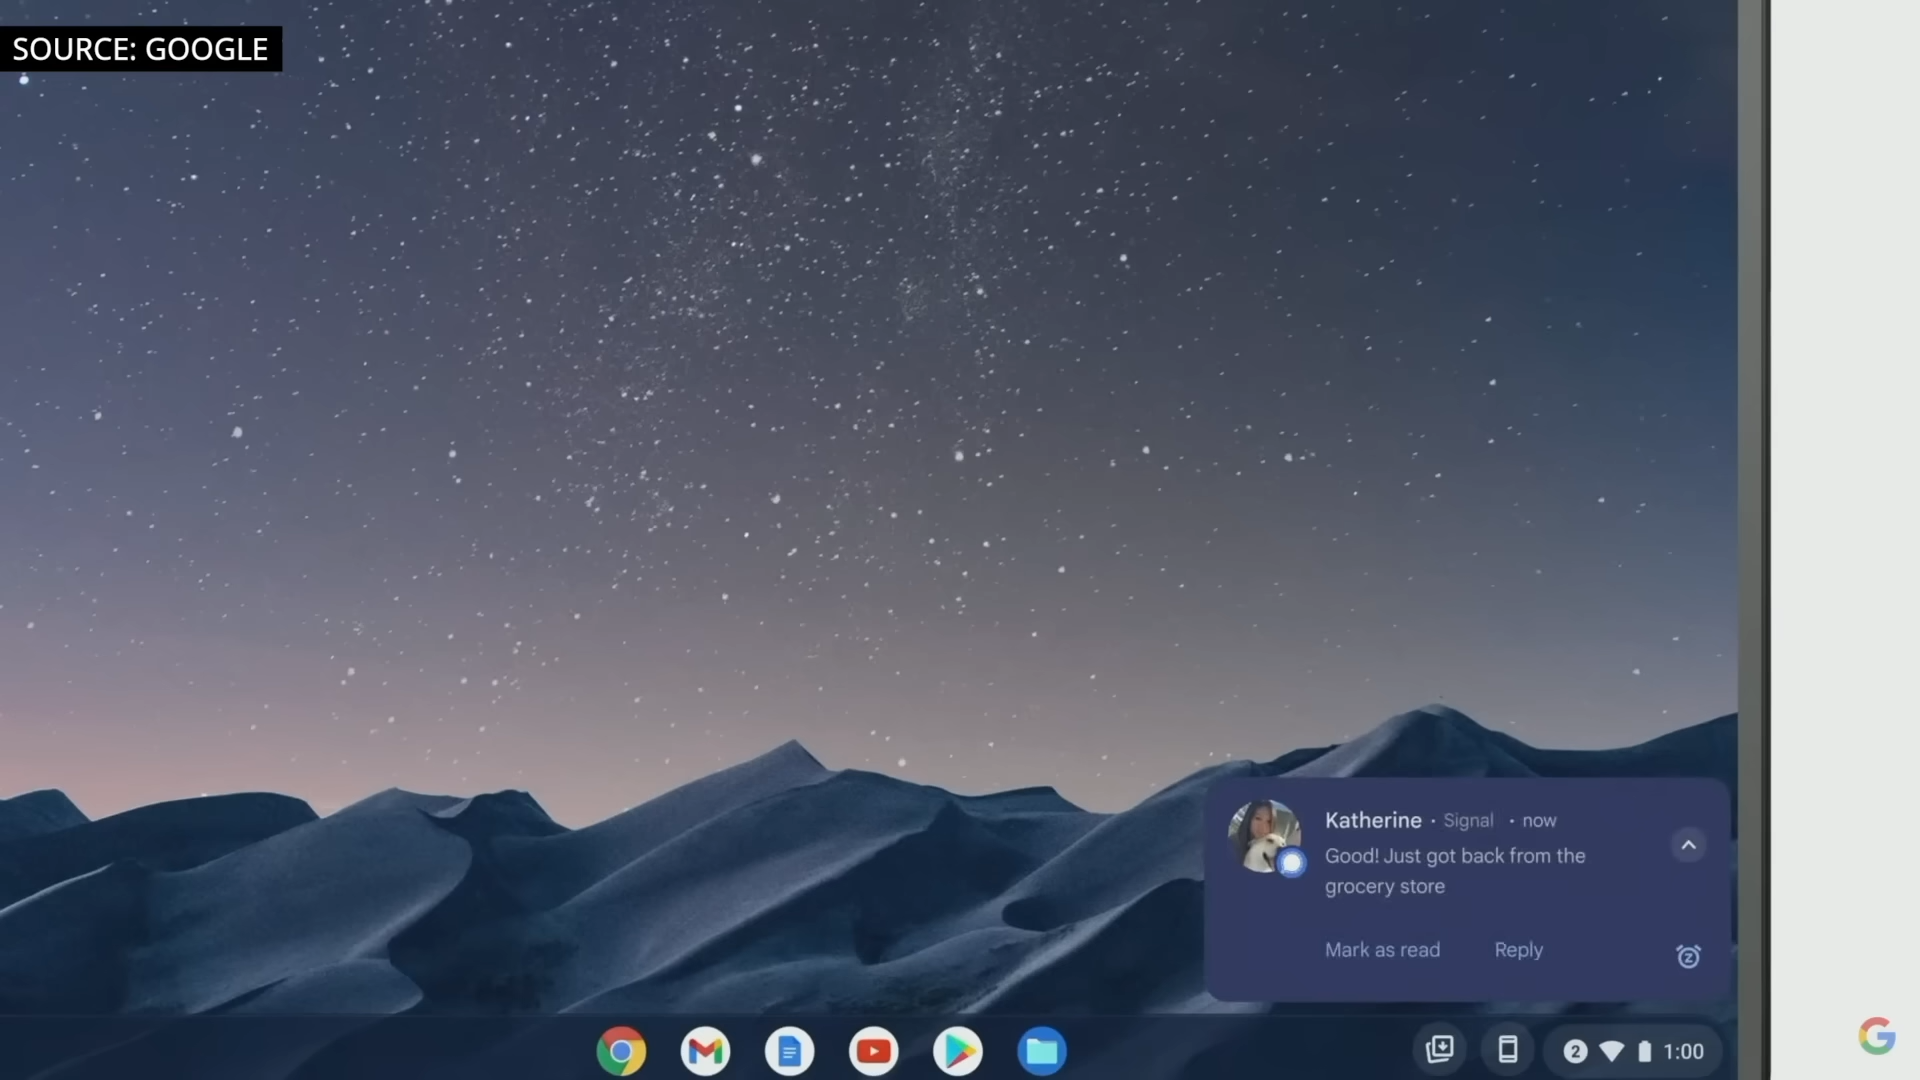 SOURCE: GOOGLE
Katherine · Signal · now
Good! Just got back from the
grocery store
Mark as read Reply
2 1:00